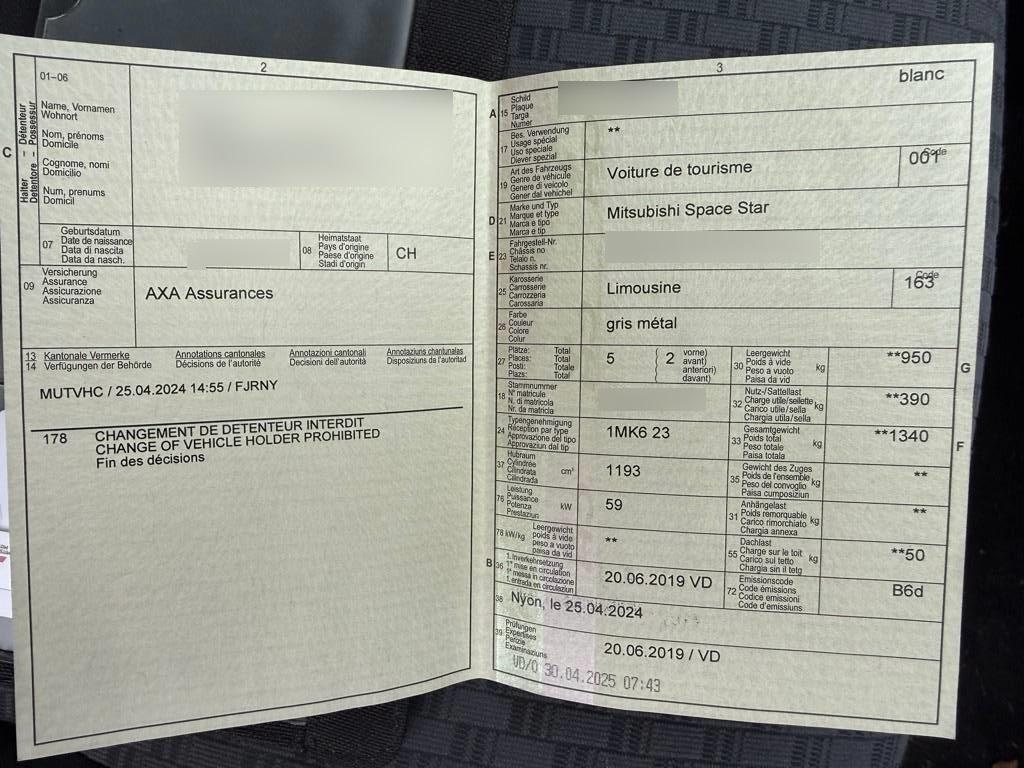 2
01-06
Name, Vornamen
Wohnort
Nom, prénoms
Domicile
Cognome, nomi
Domicilio
Num, prenums
Domicil
C
Halter – Détenteur
Detentore – Possessur
07
Geburtsdatum
Date de naissance
Data di nascita
Data da nasch.
08
Heimatstaat
Pays d'origine
Paese d'origine
Stadi d'origin
CH
09
Versicherung
Assurance
Assicurazione
Assicuranza
AXA Assurances
13
14
Kantonale Vermerke
Verfügungen der Behörde
Annotations cantonales
Décisions de l'autorité
Annotazioni cantonali
Decisioni dell'autorità
Annotaziuns chantunalas
Disposiziuns da l'autoritad
MUTVHC / 25.04.2024 14:55 / FJRNY
178 CHANGEMENT DE DETENTEUR INTERDIT
CHANGE OF VEHICLE HOLDER PROHIBITED
Fin des décisions
3
A 15
Schild
Plaque
Targa
Numer
blanc
17
Bes. Verwendung
Usage spécial
Uso speciale
Diever spezial
**
19
Art des Fahrzeugs
Genre de véhicule
Genere di veicolo
Gener dal vehichel
Voiture de tourisme
Code
001
D 21
Marke und Typ
Marque et type
Marca e tipo
Marca e tip
Mitsubishi Space Star
E 23
Fahrgestell-Nr.
Châssis no
Telaio n.
Schassis nr.
25
Karosserie
Carrosserie
Carrozzeria
Carossaria
Limousine
Code
163
26
Farbe
Couleur
Colore
Colur
gris métal
27
Plätze: Total
Places: Total
Posti: Totale
Plazs: Total
5
2
vorne)
avant)
anteriori)
davant)
30
Leergewicht
Poids à vide
Peso a vuoto
Paisa da vid
kg
**950
G
18
Stammnummer
N° matricule
N. di matricola
Nr. da matricla
32
Nutz-/Sattellast
Charge utile/sellette
Carico utile/sella
Chargia utila/sella
kg
**390
24
Typengenehmigung
Réception par type
Approvazione del tipo
Approvaziun dal tip
1MK6 23
33
Gesamtgewicht
Poids total
Peso totale
Paisa totala
kg
**1340
F
37
Hubraum
Cylindrée
Cilindrata
Cilindrada
cm³
1193
35
Gewicht des Zuges
Poids de l'ensemble
Peso del convoglio
Paisa cumposiziun
kg
**
76
Leistung
Puissance
Potenza
Prestaziun
kW
59
31
Anhängelast
Poids remorquable
Carico rimorchiato
Chargia annexa
kg
**
78 kW/kg
Leergewicht
poids à vide
peso a vuoto
paisa da vid
**
55
Dachlast
Charge sur le toit
Carico sul tetto
Chargia sin il tetg
kg
**50
B 36
1. Inverkehrsetzung
1re mise en circulation
1a messa in circolazione
1. entrada en circulaziun
20.06.2019 VD
72
Emissionscode
Code émissions
Codice emissioni
Code d'emissiuns
B6d
38
Nyon, le 25.04.2024
39
Prüfungen
Expertises
Perizie
Examinaziuns
20.06.2019 / VD
VD/0 30.04.2025 07:43